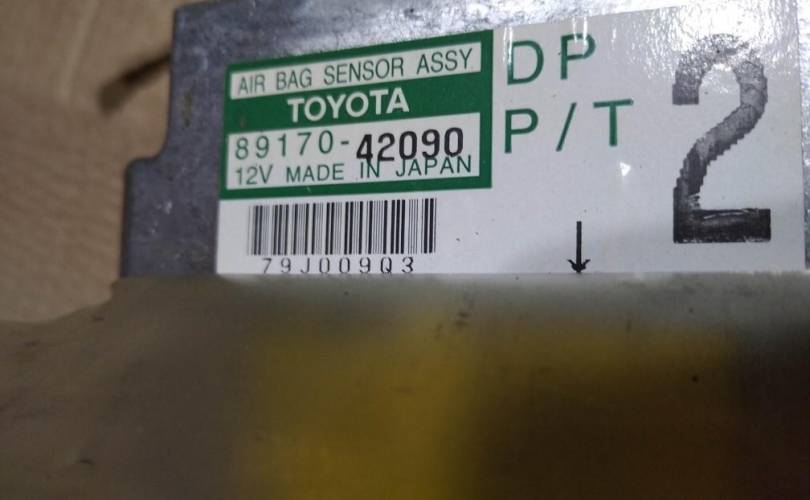 AIR BAG SENSOR ASSY
TOYOTA
89170-42090
12V MADE IN JAPAN
DP
P/T
2
79J009Q3